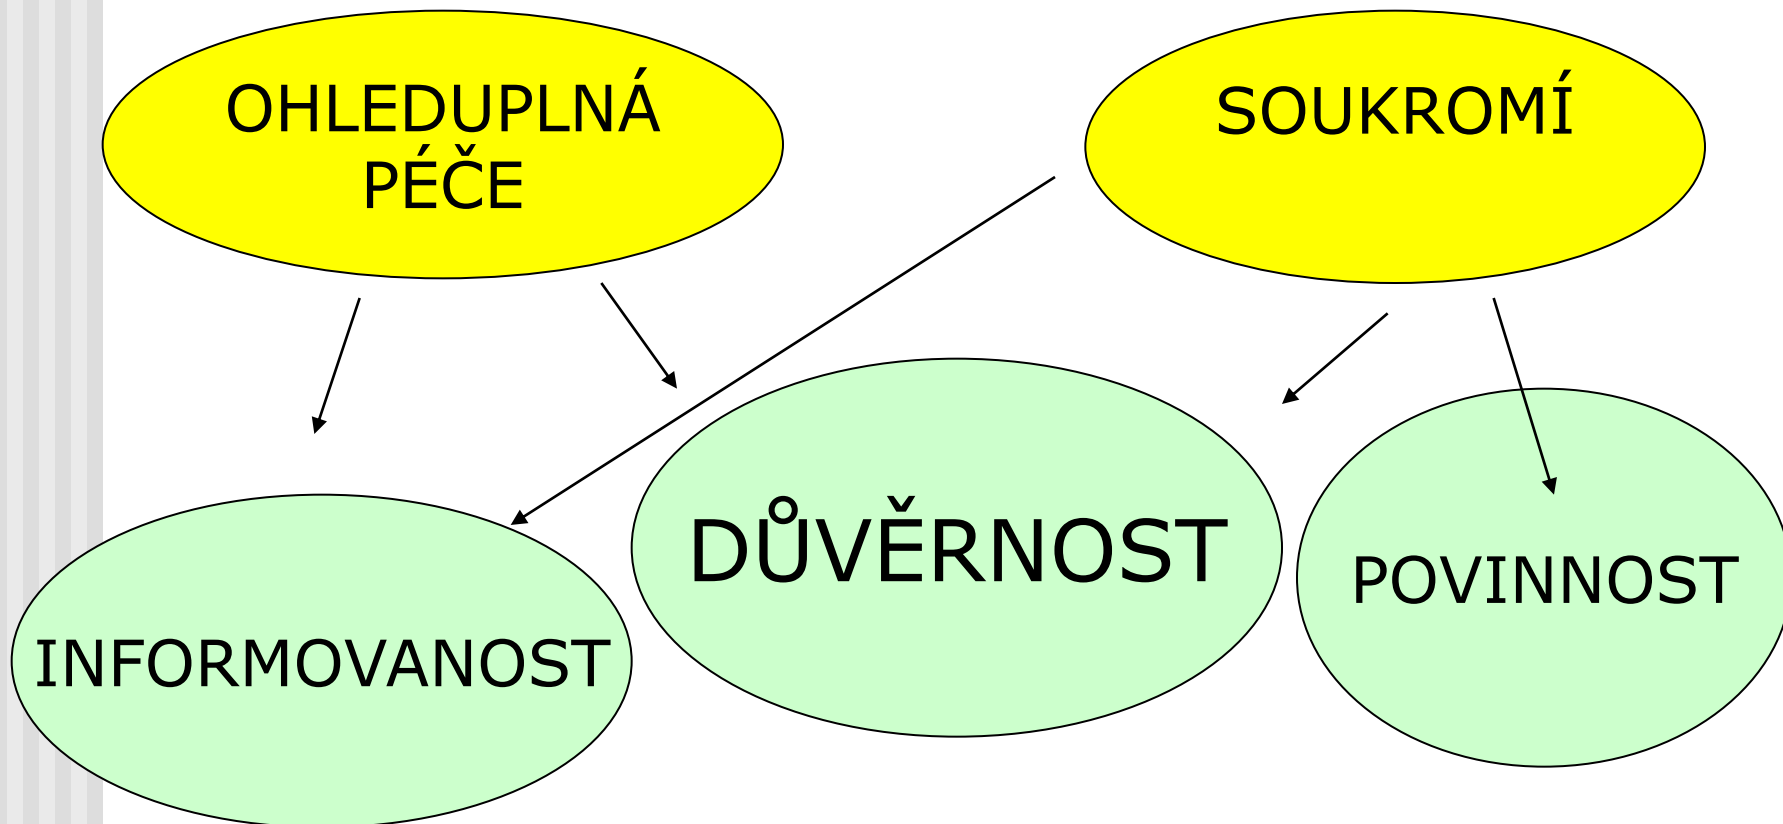 OHLEDUPLNÁ
PÉČE
SOUKROMÍ
DŮVĚRNOST
POVINNOST
INFORMOVANOST